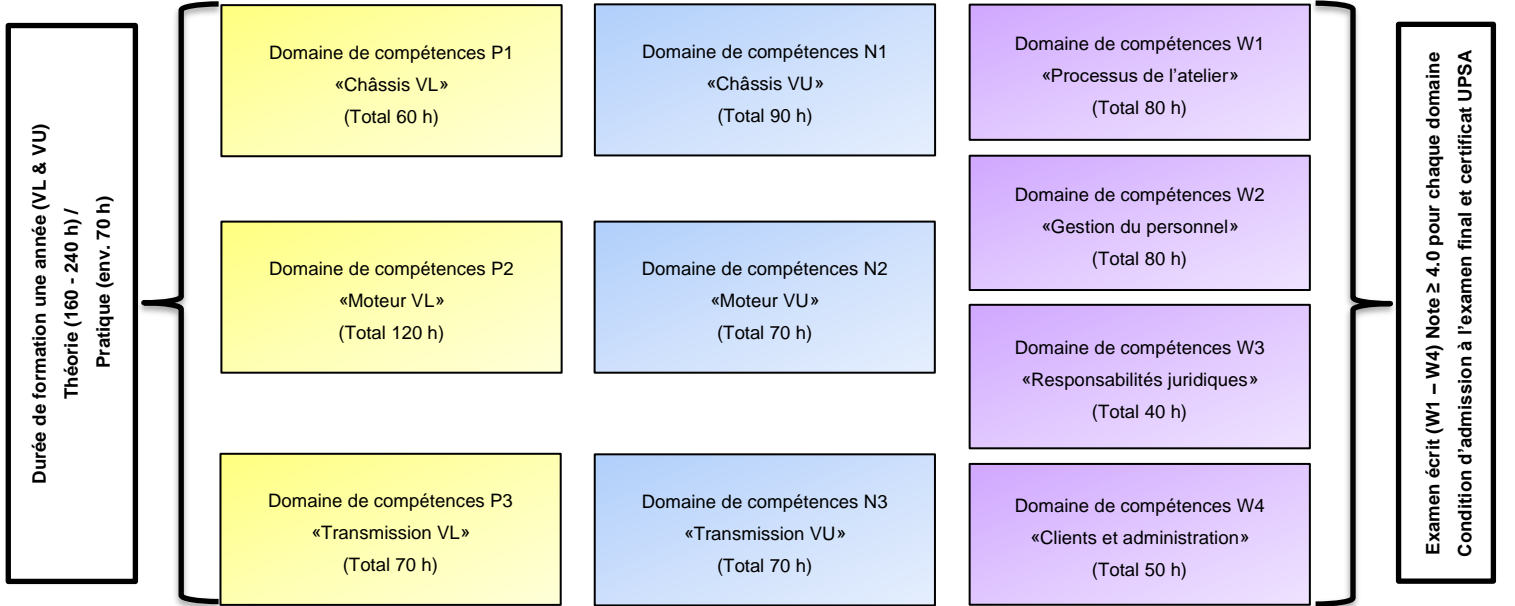 Durée de formation une année (VL & VU)
Théorie (160 - 240 h) /
Pratique (env. 70 h)
Domaine de compétences P1
«Châssis VL»
(Total 60 h)
Domaine de compétences P2
«Moteur VL»
(Total 120 h)
Domaine de compétences P3
«Transmission VL»
(Total 70 h)
Domaine de compétences N1
«Châssis VU»
(Total 90 h)
Domaine de compétences N2
«Moteur VU»
(Total 70 h)
Domaine de compétences N3
«Transmission VU»
(Total 70 h)
Domaine de compétences W1
«Processus de l’atelier»
(Total 80 h)
Domaine de compétences W2
«Gestion du personnel»
(Total 80 h)
Domaine de compétences W3
«Responsabilités juridiques»
(Total 40 h)
Domaine de compétences W4
«Clients et administration»
(Total 50 h)
Examen écrit (W1 – W4) Note ≥ 4.0 pour chaque domaine
Condition d’admission à l’examen final et certificat UPSA